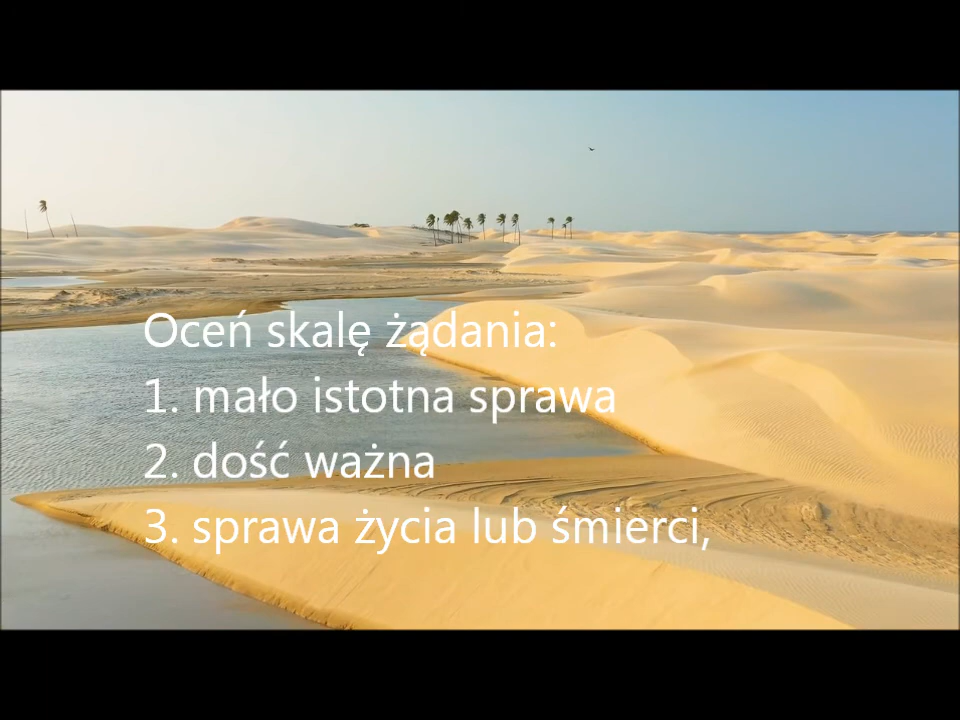 Oceń skalę żądania:
1. mało istotna sprawa
2. dość ważna
3. sprawa życia lub śmierci,